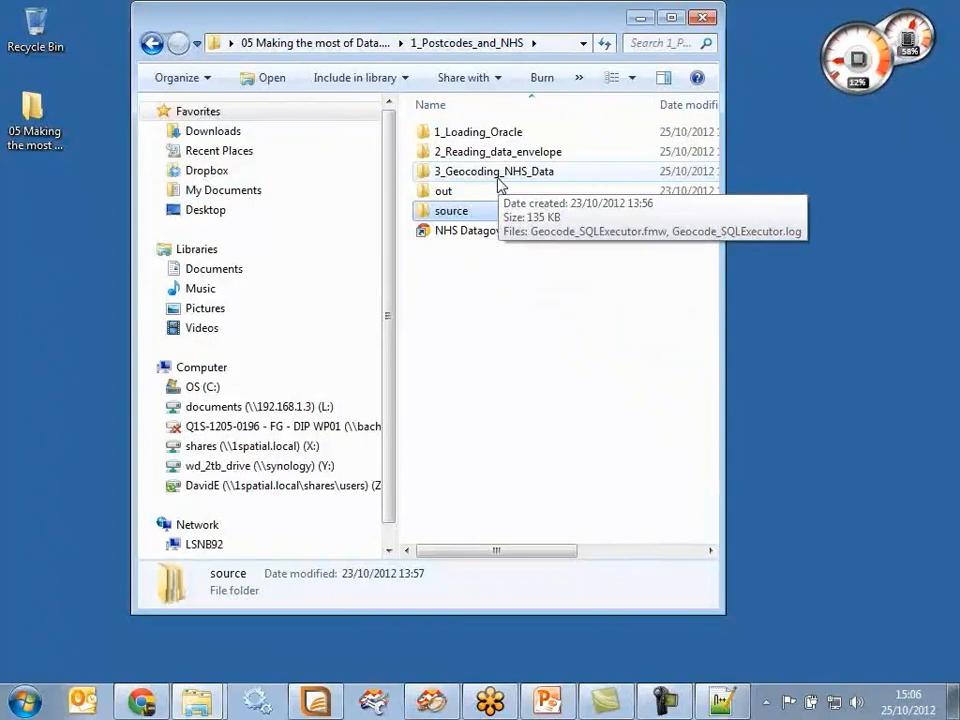 Recycle Bin
05 Making
the most ...
05 Making the most of Data....
1_Postcodes_and_NHS
Search 1_P...
Organize
Open
Include in library
Share with
Burn
»
Name
Date modifi
Favorites
Downloads
Recent Places
Dropbox
My Documents
Desktop
Libraries
Documents
Music
Pictures
Videos
Computer
OS (C:)
documents (\\192.168.1.3) (L:)
Q1S-1205-0196 - FG - DIP WP01 (\\bach
shares (\\1spatial.local) (X:)
wd_2tb_drive (\\synology) (Y:)
DavidE (\\1spatial.local\shares\users) (Z
Network
LSNB92
1_Loading_Oracle
25/10/2012
2_Reading_data_envelope
25/10/2012
3_Geocoding_NHS_Data
25/10/2012
out
23/10/2012
source
NHS Datagov
Date created: 23/10/2012 13:56
Size: 135 KB
Files: Geocode_SQLExecutor.fmw, Geocode_SQLExecutor.log
source
Date modified: 23/10/2012 13:57
File folder
12%
58%
15:06
25/10/2012